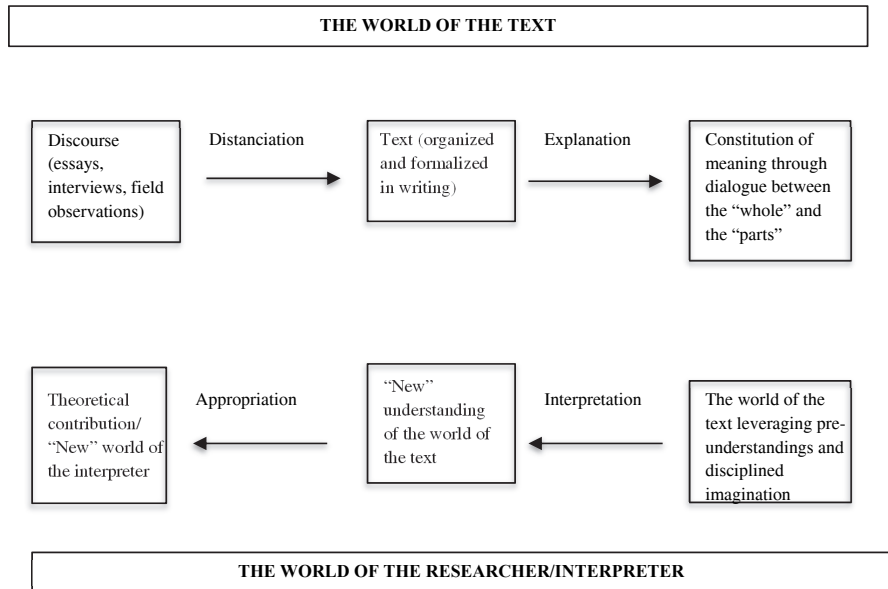 THE WORLD OF THE TEXT
Discourse
(essays,
interviews, field
observations)
Distanciation
Text (organized
and formalized
in writing)
Explanation
Constitution of
meaning through
dialogue between
the “whole” and
the “parts”
Theoretical
contribution/
“New” world of
the interpreter
Appropriation
“New”
understanding
of the world of
the text
Interpretation
The world of the
text leveraging pre-
understandings and
disciplined
imagination
THE WORLD OF THE RESEARCHER/INTERPRETER